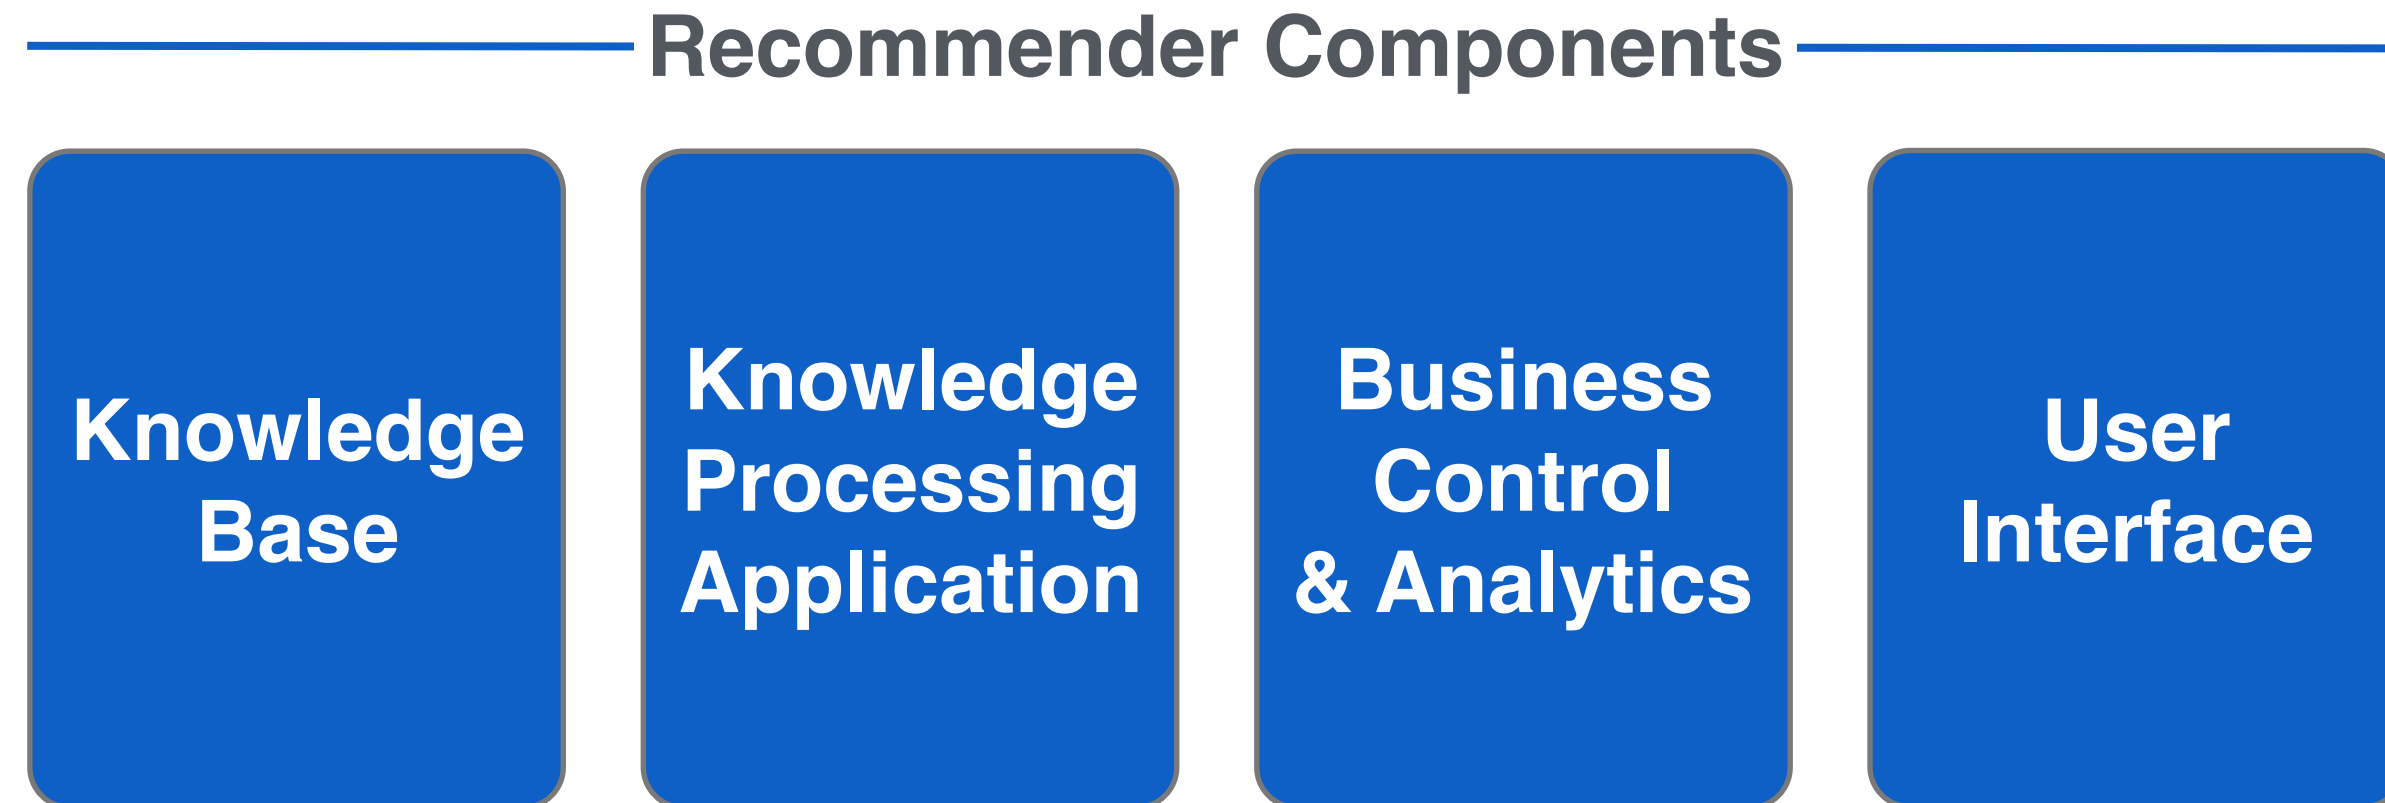 Recommender Components
Knowledge
Base
Knowledge
Processing
Application
Business
Control
& Analytics
User
Interface